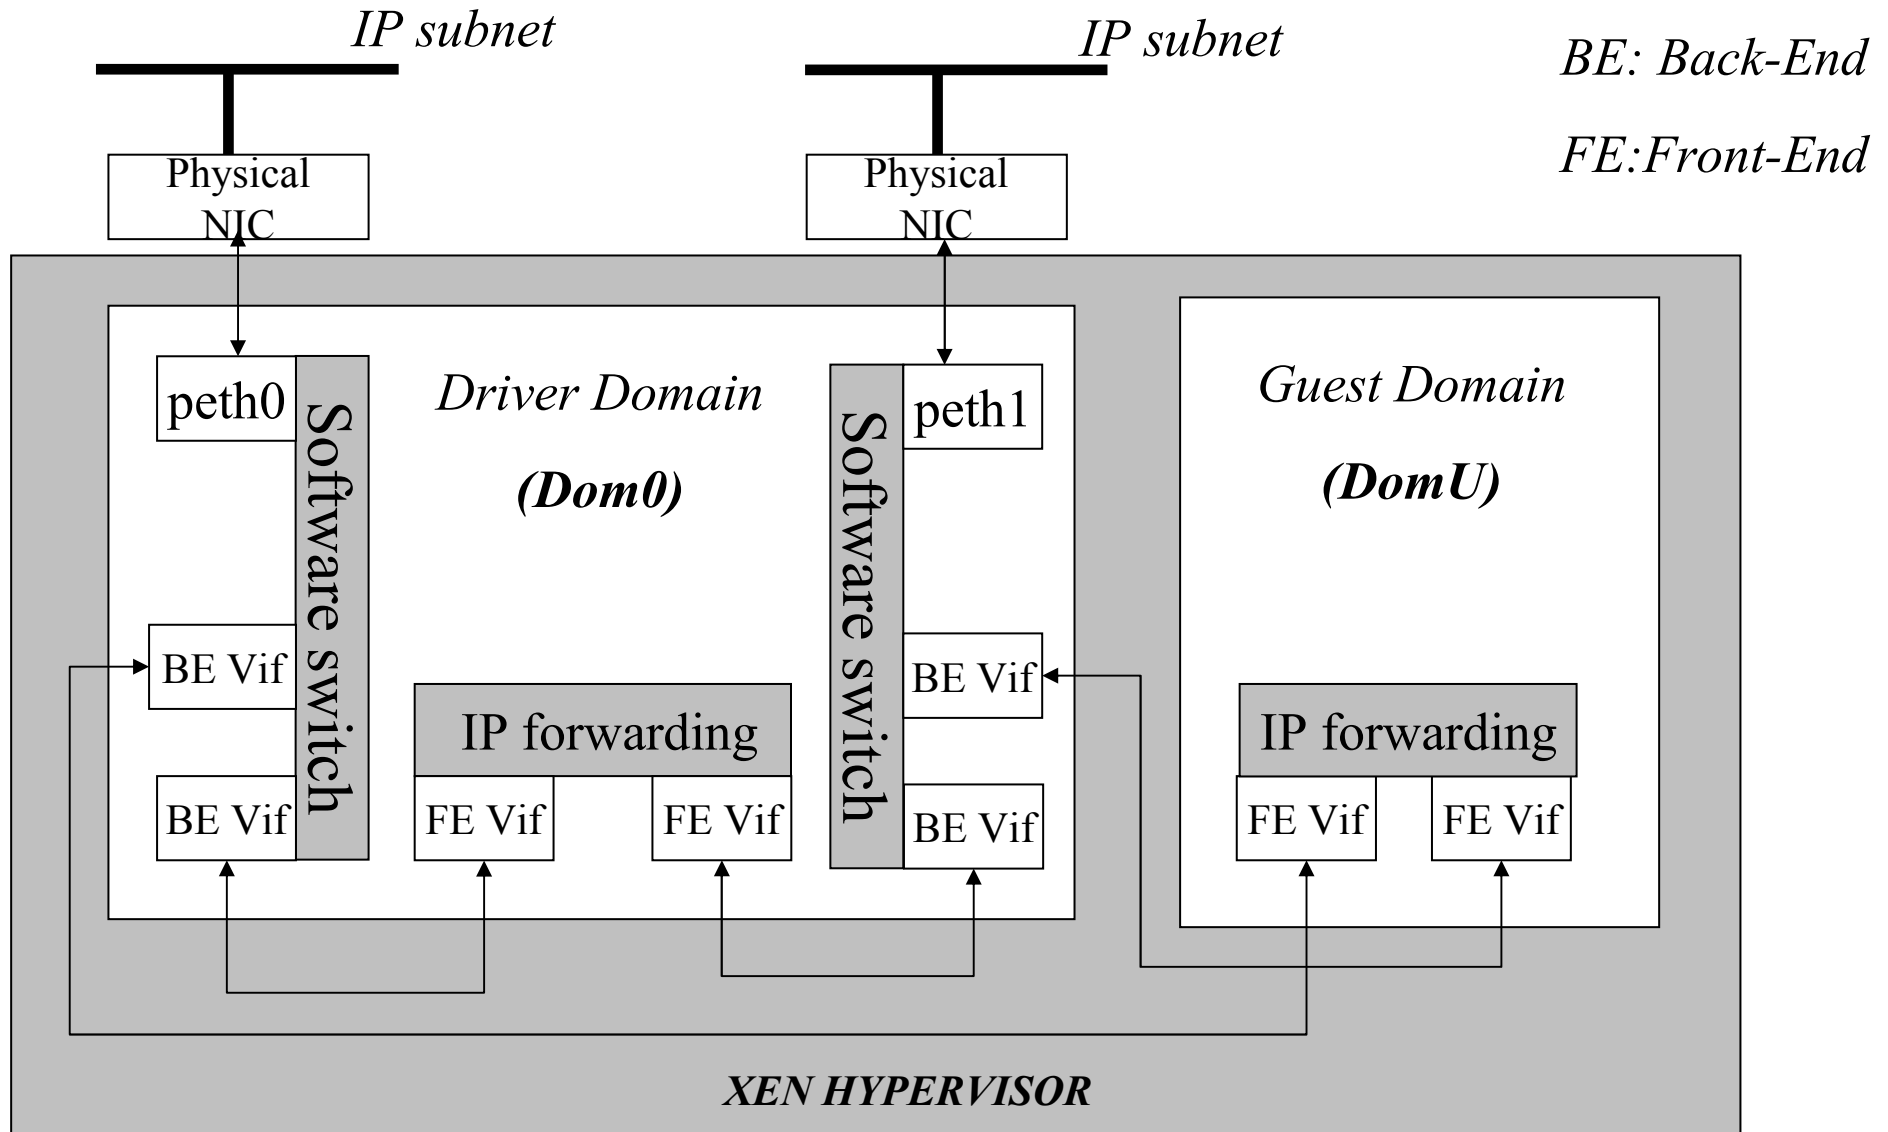 IP subnet
IP subnet
BE: Back-End
FE:Front-End
Physical
NIC
Physical
NIC
peth0
Software switch
Driver Domain
(Dom0)
Software switch
peth1
Guest Domain
(DomU)
BE Vif
BE Vif
IP forwarding
IP forwarding
BE Vif
FE Vif
FE Vif
BE Vif
FE Vif
FE Vif
XEN HYPERVISOR